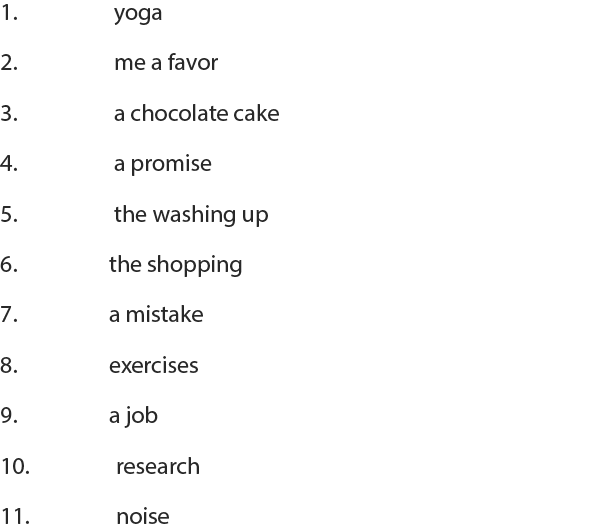 1. yoga
2. me a favor
3. a chocolate cake
4. a promise
5. the washing up
6. the shopping
7. a mistake
8. exercises
9. a job
10. research
11. noise